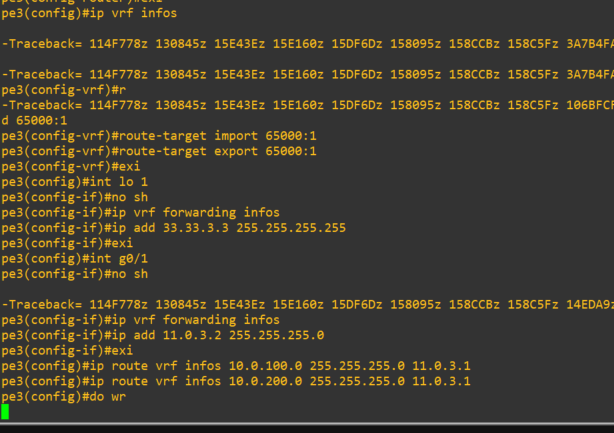 pe3(config-router)#exi
pe3(config)#ip vrf infos
-Traceback= 114F778z 130845z 15E43Ez 15E160z 15DF6Dz 158095z 158CCBz 158C5Fz 3A7B4FA
-Traceback= 114F778z 130845z 15E43Ez 15E160z 15DF6Dz 158095z 158CCBz 158C5Fz 3A7B4FA
pe3(config-vrf)#r
-Traceback= 114F778z 130845z 15E43Ez 15E160z 15DF6Dz 158095z 158CCBz 158C5Fz 106BFCF
d 65000:1
pe3(config-vrf)#route-target import 65000:1
pe3(config-vrf)#route-target export 65000:1
pe3(config-vrf)#exi
pe3(config)#int lo 1
pe3(config-if)#no sh
pe3(config-if)#ip vrf forwarding infos
pe3(config-if)#ip add 33.33.3.3 255.255.255.255
pe3(config-if)#exi
pe3(config)#int g0/1
pe3(config-if)#no sh
-Traceback= 114F778z 130845z 15E43Ez 15E160z 15DF6Dz 158095z 158CCBz 158C5Fz 14EDA9z
pe3(config-if)#ip vrf forwarding infos
pe3(config-if)#ip add 11.0.3.2 255.255.255.0
pe3(config-if)#exi
pe3(config)#ip route vrf infos 10.0.100.0 255.255.255.0 11.0.3.1
pe3(config)#ip route vrf infos 10.0.200.0 255.255.255.0 11.0.3.1
pe3(config)#do wr